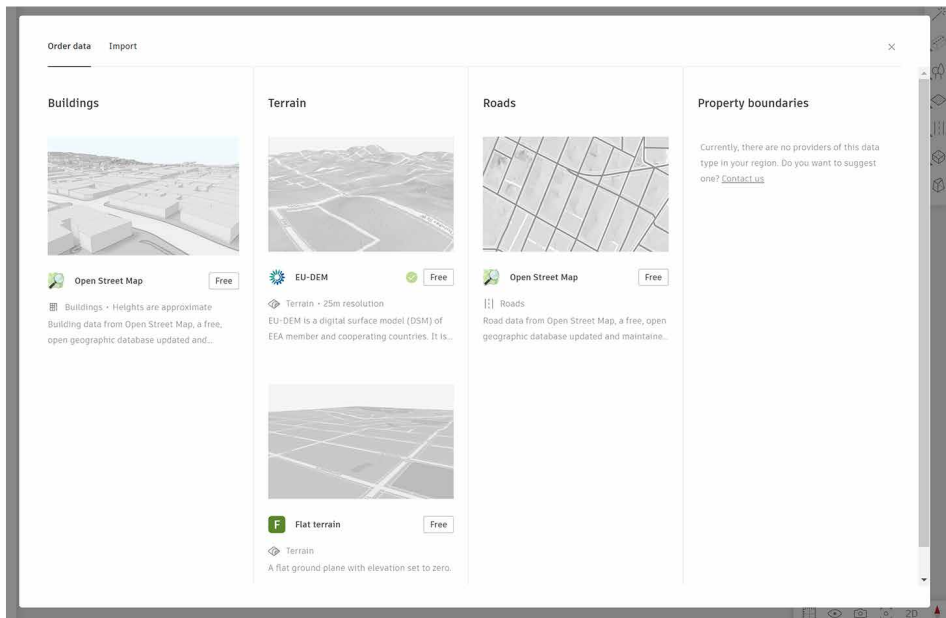 Order data
Import
Buildings
Terrain
Roads
Property boundaries
Open Street Map
Free
Buildings • Heights are approximate
Building data from Open Street Map, a free,
open geographic database updated and...
EU-DEM
Free
Terrain • 25m resolution
EU-DEM is a digital surface model (DSM) of
EEA member and cooperating countries. It is...
F
Flat terrain
Free
Terrain
A flat ground plane with elevation set to zero.
Open Street Map
Free
Roads
Road data from Open Street Map, a free, open
geographic database updated and maintaine...
Currently, there are no providers of this data
type in your region. Do you want to suggest
one? Contact us
2D